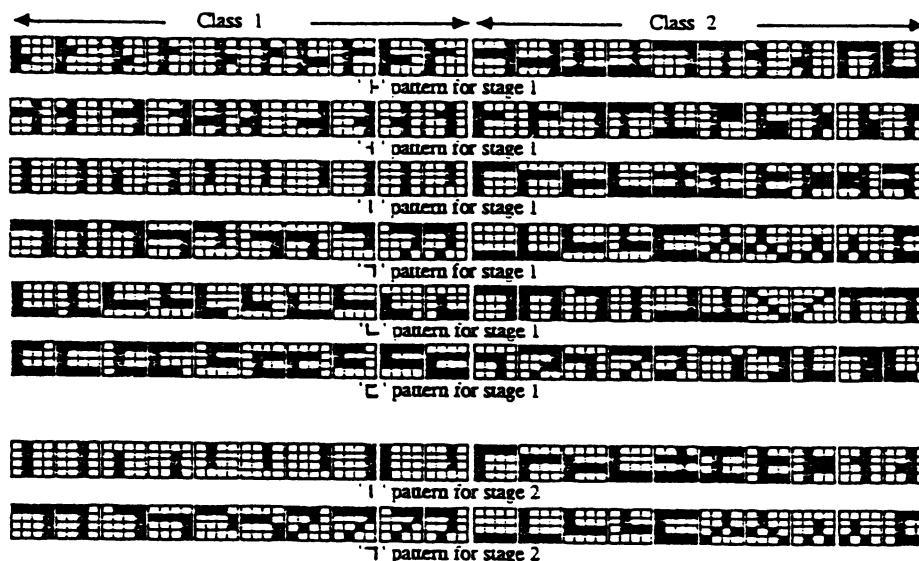 Class 1 Class 2
'ㅏ' pattern for stage 1
'ㅓ' pattern for stage 1
'ㅣ' pattern for stage 1
'ㄱ' pattern for stage 1
'ㄴ' pattern for stage 1
'ㄷ' pattern for stage 1
'ㅣ' pattern for stage 2
'ㄱ' pattern for stage 2